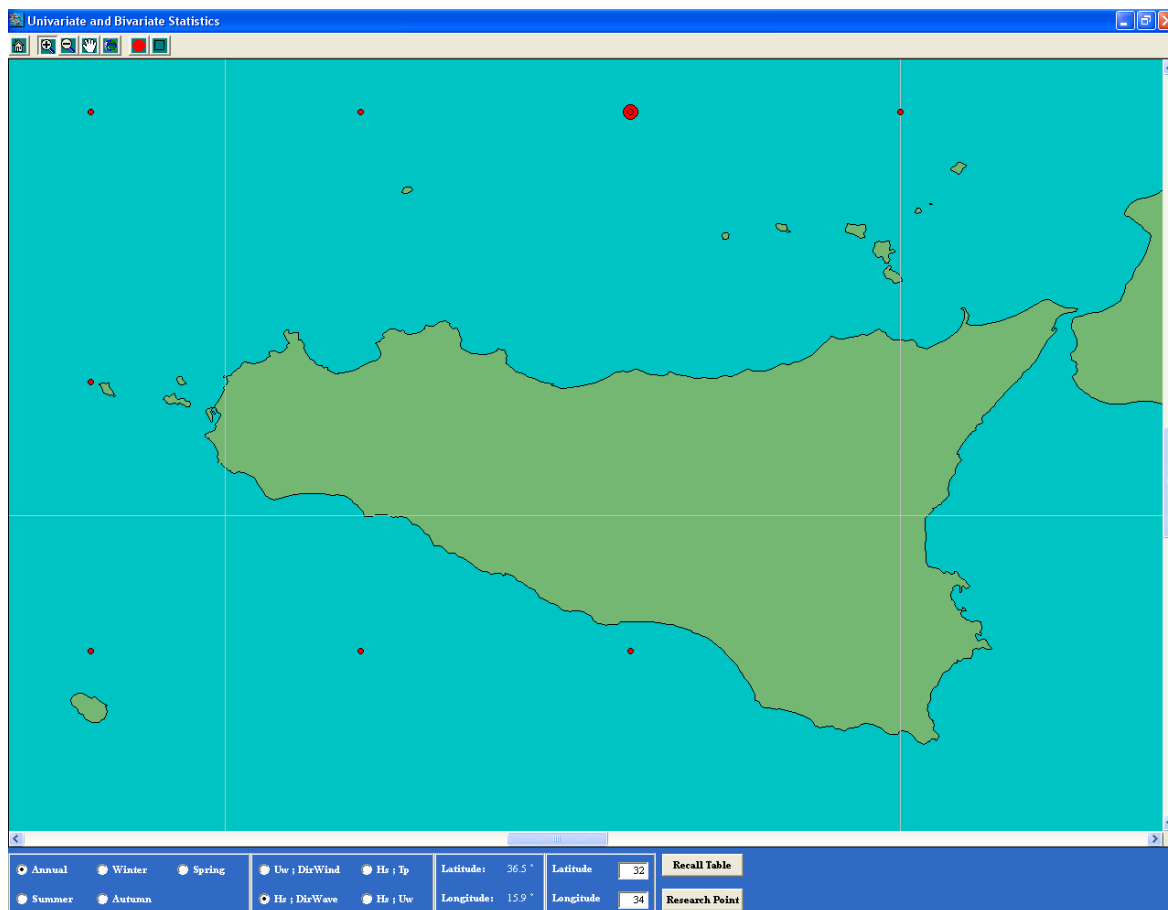 Univariate and Bivariate Statistics
Annual Winter Spring Uw ; DirWind Hs ; Tp Latitude: 36.5 ° Latitude 32 Recall Table
Summer Autumn Hs ; DirWave Hs ; Uw Longitude: 15.9 ° Longitude 34 Research Point